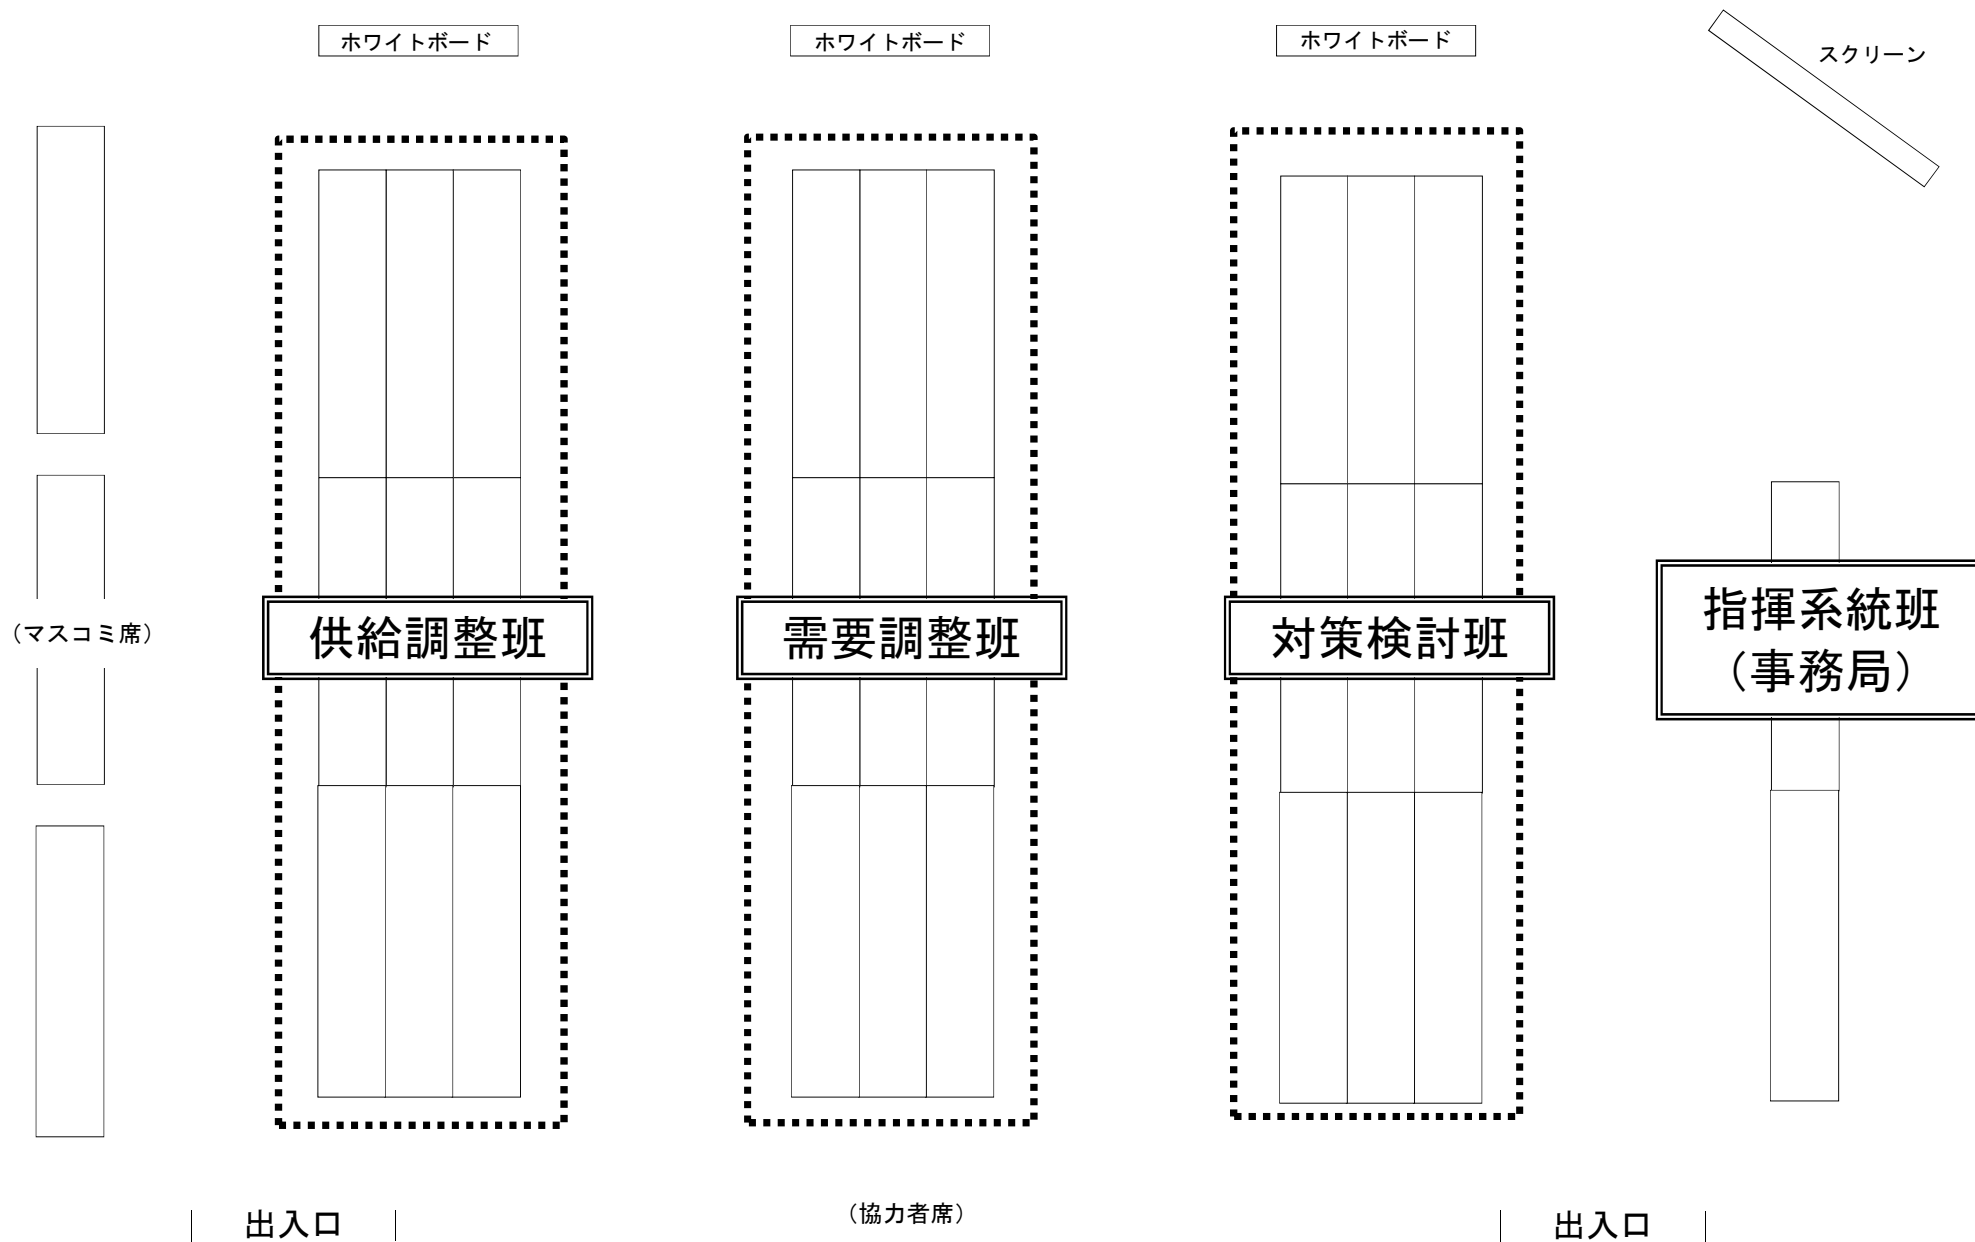 ホワイトボード
ホワイトボード
ホワイトボード
スクリーン
（マスコミ席）
供給調整班
需要調整班
対策検討班
指揮系統班
（事務局）
出入口
（協力者席）
出入口